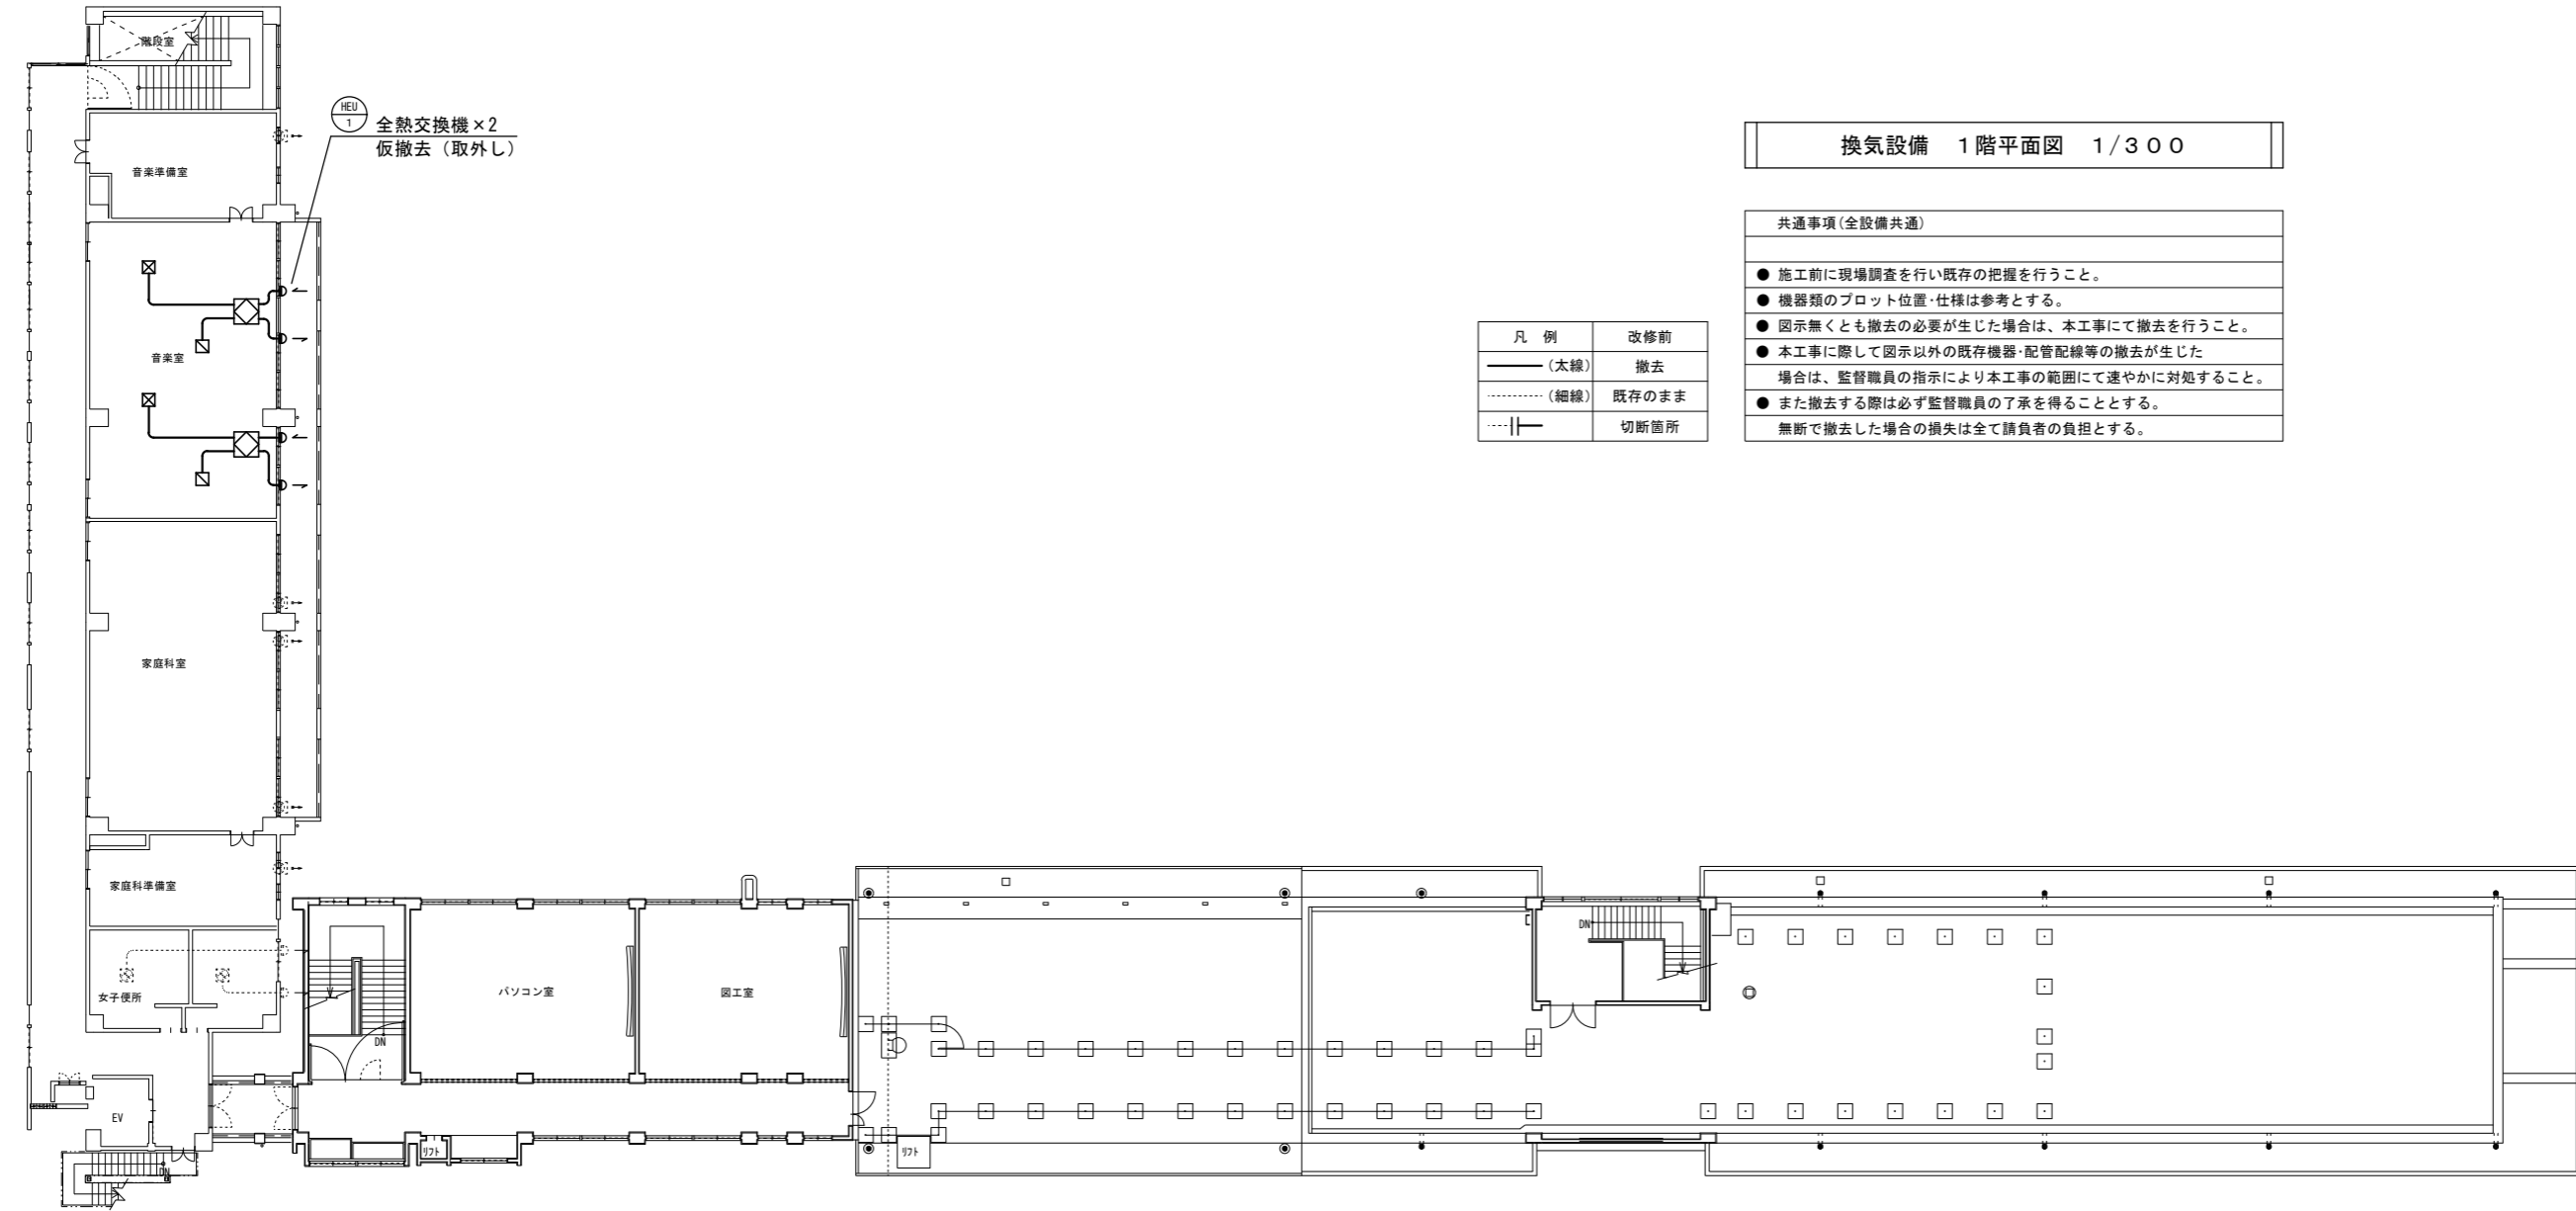 階段室
HEU
1
全熱交換機×2
仮撤去（取外し）
音楽準備室
音楽室
家庭科室
家庭科準備室
女子便所
EV
DN
DN
リフト
パソコン室
図工室
リフト
DN
換気設備　１階平面図　１/３００
共通事項(全設備共通)
● 施工前に現場調査を行い既存の把握を行うこと。
● 機器類のプロット位置･仕様は参考とする。
● 図示無くとも撤去の必要が生じた場合は、本工事にて撤去を行うこと。
● 本工事に際して図示以外の既存機器･配管配線等の撤去が生じた
場合は、監督職員の指示により本工事の範囲にて速やかに対処すること。
● また撤去する際は必ず監督職員の了承を得ることとする。
無断で撤去した場合の損失は全て請負者の負担とする。
凡　例　改修前
(太線)　撤去
(細線)　既存のまま
切断箇所